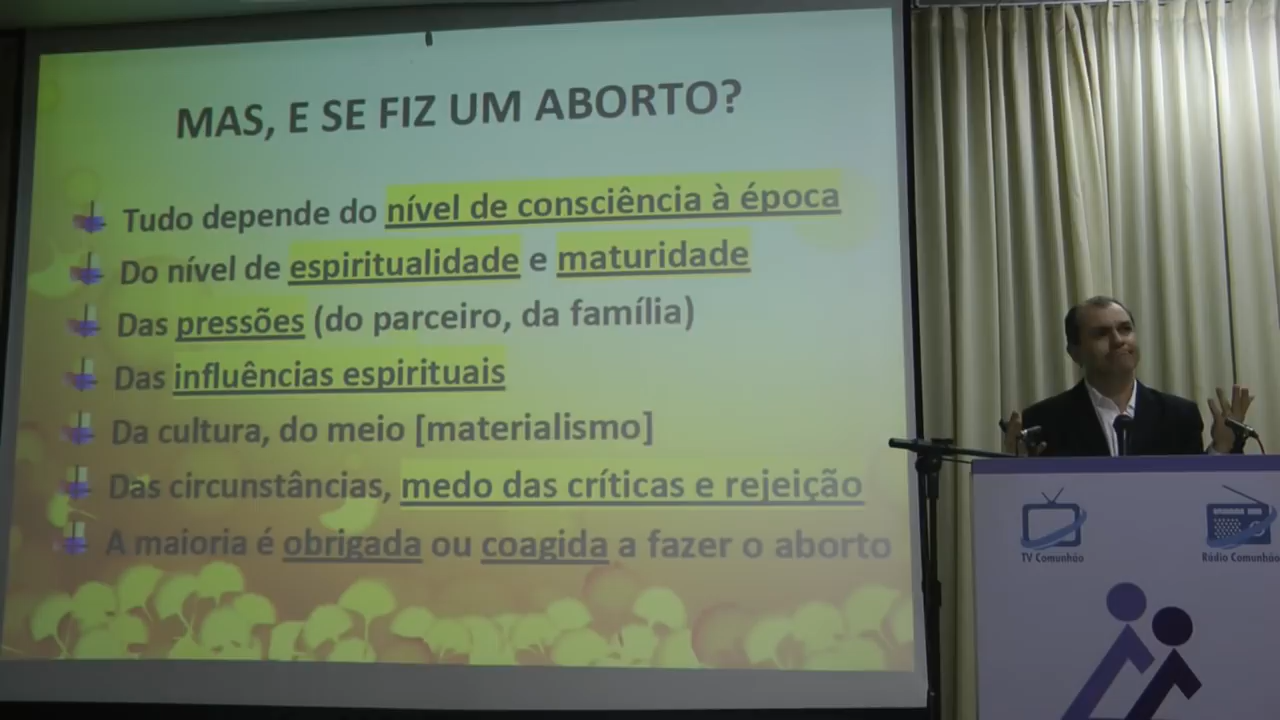 MAS, E SE FIZ UM ABORTO?
Tudo depende do nível de consciência à época
Do nível de espiritualidade e maturidade
Das pressões (do parceiro, da família)
Das influências espirituais
Da cultura, do meio [materialismo]
Das circunstâncias, medo das críticas e rejeição
A maioria é obrigada ou coagida a fazer o aborto
TV Comunhão
Rádio Comunhão